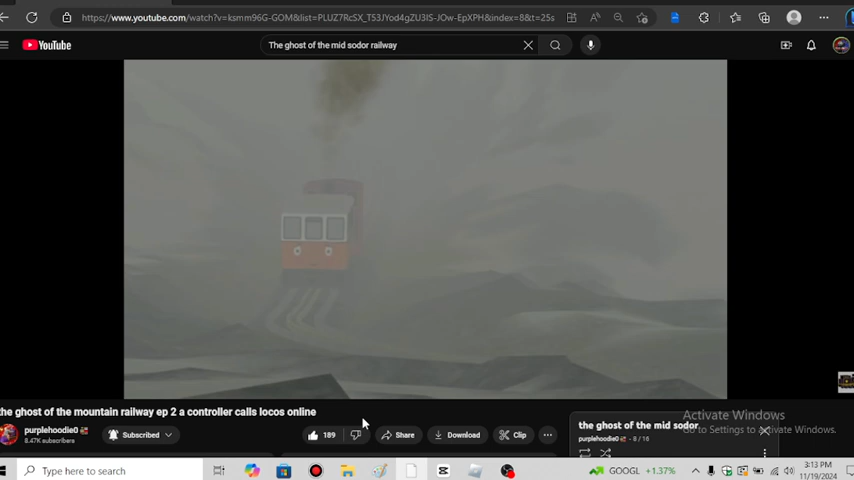 https://www.youtube.com/watch?v=ksmm96G-GOM&list=PLUZ7RcSX_T53JYod4gZU3IS-JOw-EpXPH&index=8&t=25s
YouTube
The ghost of the mid sodor railway
the ghost of the mountain railway ep 2 a controller calls locos online
purplehoodie0
8.47K subscribers
Subscribed
189
Share
Download
Clip
the ghost of the mid sodor
purplehoodie0
- 8 / 16
Activate Windows
Go to Settings to Activate Windows.
Type here to search
GOOGL +1.37%
3:13 PM
11/19/2024